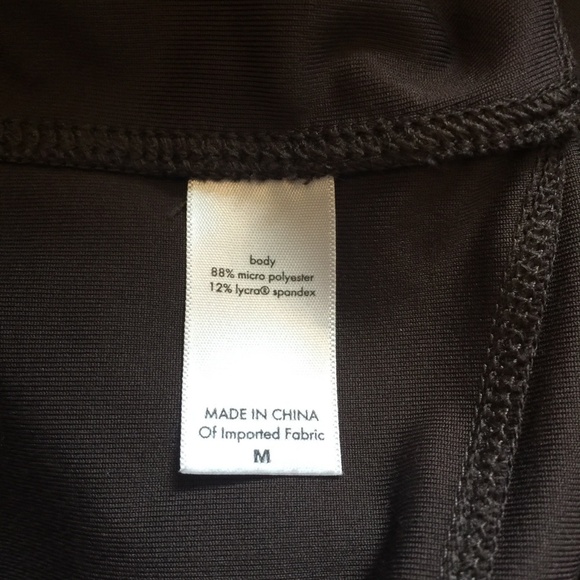 body
88% micro polyester
12% lycra® spandex
MADE IN CHINA
Of Imported Fabric
M